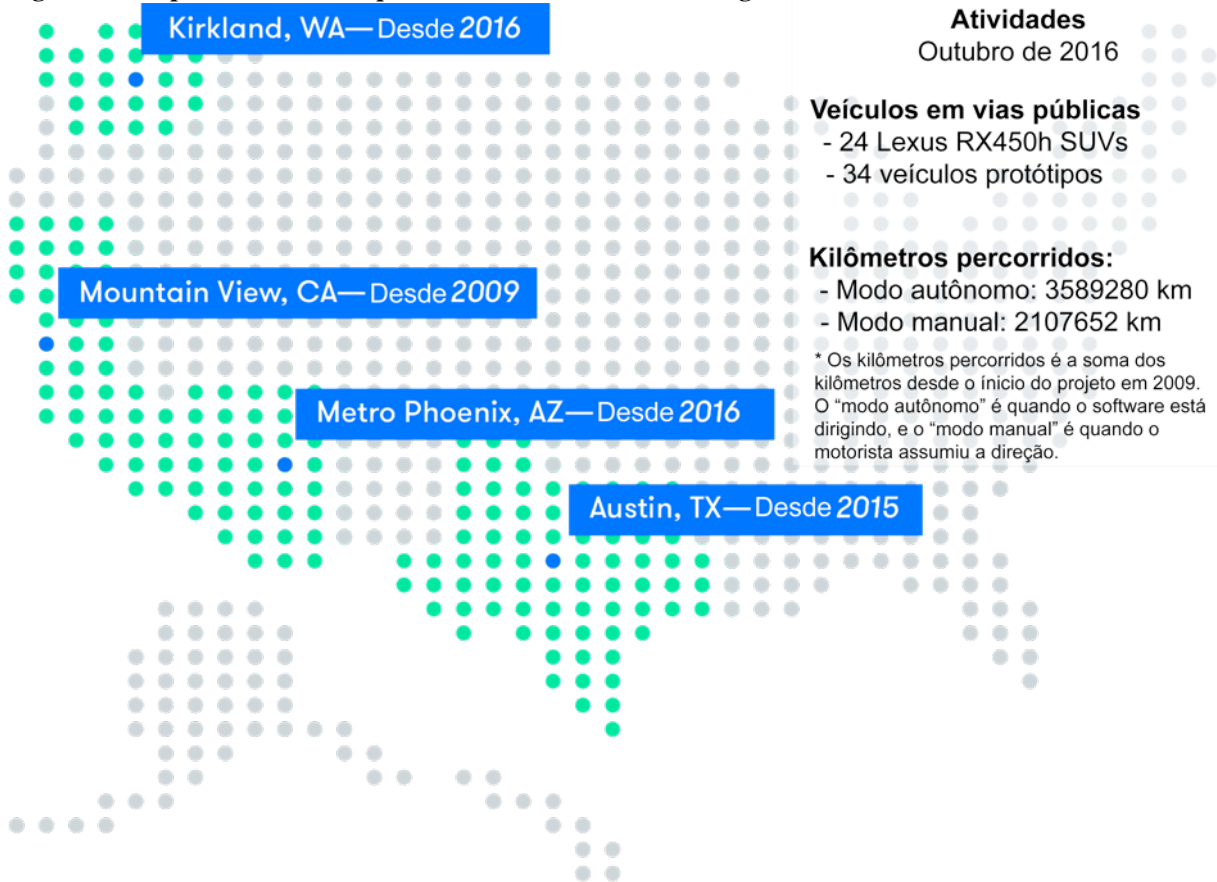 Kirkland, WA—Desde 2016
Mountain View, CA—Desde 2009
Metro Phoenix, AZ—Desde 2016
Austin, TX—Desde 2015
Atividades
Outubro de 2016
Veículos em vias públicas
- 24 Lexus RX450h SUVs
- 34 veículos protótipos
Kilômetros percorridos:
- Modo autônomo: 3589280 km
- Modo manual: 2107652 km
* Os kilômetros percorridos é a soma dos
kilômetros desde o ínicio do projeto em 2009.
O “modo autônomo” é quando o software está
dirigindo, e o “modo manual” é quando o
motorista assumiu a direção.